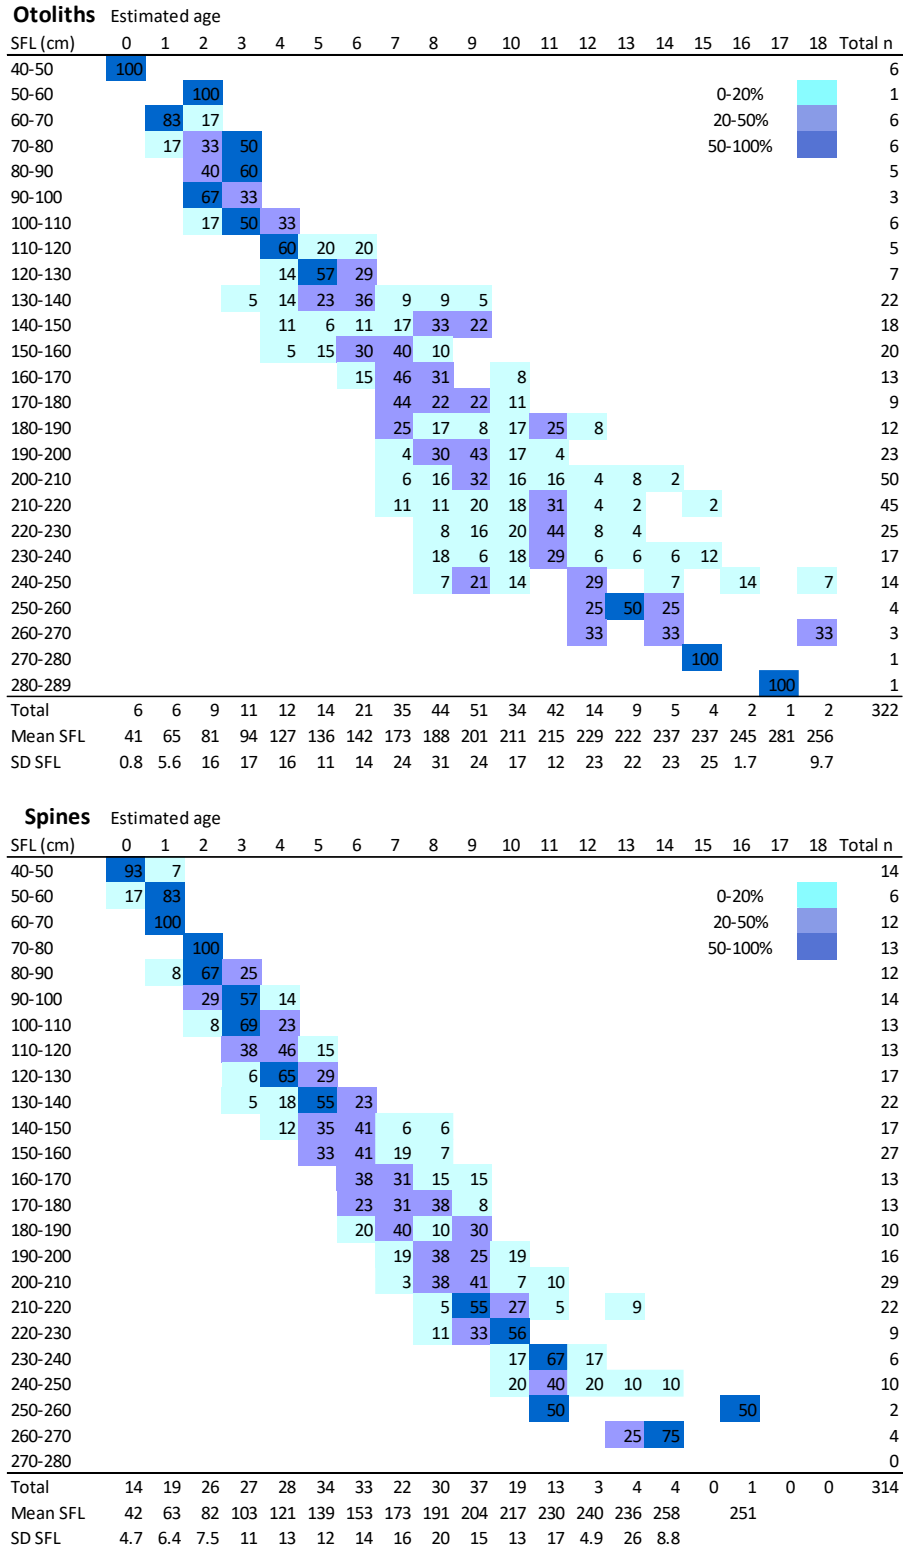 Otoliths Estimated age
SFL (cm) 0 1 2 3 4 5 6 7 8 9 10 11 12 13 14 15 16 17 18 Total n
40-50 100 6
50-60 100 0-20% 1
60-70 83 17 20-50% 6
70-80 17 33 50 50-100% 6
80-90 40 60 5
90-100 67 33 3
100-110 17 50 33 6
110-120 60 20 20 5
120-130 14 57 29 7
130-140 5 14 23 36 9 9 5 22
140-150 11 6 11 17 33 22 18
150-160 5 15 30 40 10 20
160-170 15 46 31 8 13
170-180 44 22 22 11 9
180-190 25 17 8 17 25 8 12
190-200 4 30 43 17 4 23
200-210 6 16 32 16 16 4 8 2 50
210-220 11 11 20 18 31 4 2 2 45
220-230 8 16 20 44 8 4 25
230-240 18 6 18 29 6 6 6 12 17
240-250 7 21 14 29 7 14 7 14
250-260 25 50 25 4
260-270 33 33 33 3
270-280 100 1
280-289 100 1
Total 6 6 9 11 12 14 21 35 44 51 34 42 14 9 5 4 2 1 2 322
Mean SFL 41 65 81 94 127 136 142 173 188 201 211 215 229 222 237 237 245 281 256
SD SFL 0.8 5.6 16 17 16 11 14 24 31 24 17 12 23 22 23 25 1.7 9.7
Spines Estimated age
SFL (cm) 0 1 2 3 4 5 6 7 8 9 10 11 12 13 14 15 16 17 18 Total n
40-50 93 7 14
50-60 17 83 0-20% 6
60-70 100 20-50% 12
70-80 100 50-100% 13
80-90 8 67 25 12
90-100 29 57 14 14
100-110 8 69 23 13
110-120 38 46 15 13
120-130 6 65 29 17
130-140 5 18 55 23 22
140-150 12 35 41 6 6 17
150-160 33 41 19 7 27
160-170 38 31 15 15 13
170-180 23 31 38 8 13
180-190 20 40 10 30 10
190-200 19 38 25 19 16
200-210 3 38 41 7 10 29
210-220 5 55 27 5 9 22
220-230 11 33 56 9
230-240 17 67 17 6
240-250 20 40 20 10 10 10
250-260 50 50 2
260-270 25 75 4
270-280 0
Total 14 19 26 27 28 34 33 22 30 37 19 13 3 4 4 0 1 0 0 314
Mean SFL 42 63 82 103 121 139 153 173 191 204 217 230 240 236 258 251
SD SFL 4.7 6.4 7.5 11 13 12 14 16 20 15 13 17 4.9 26 8.8